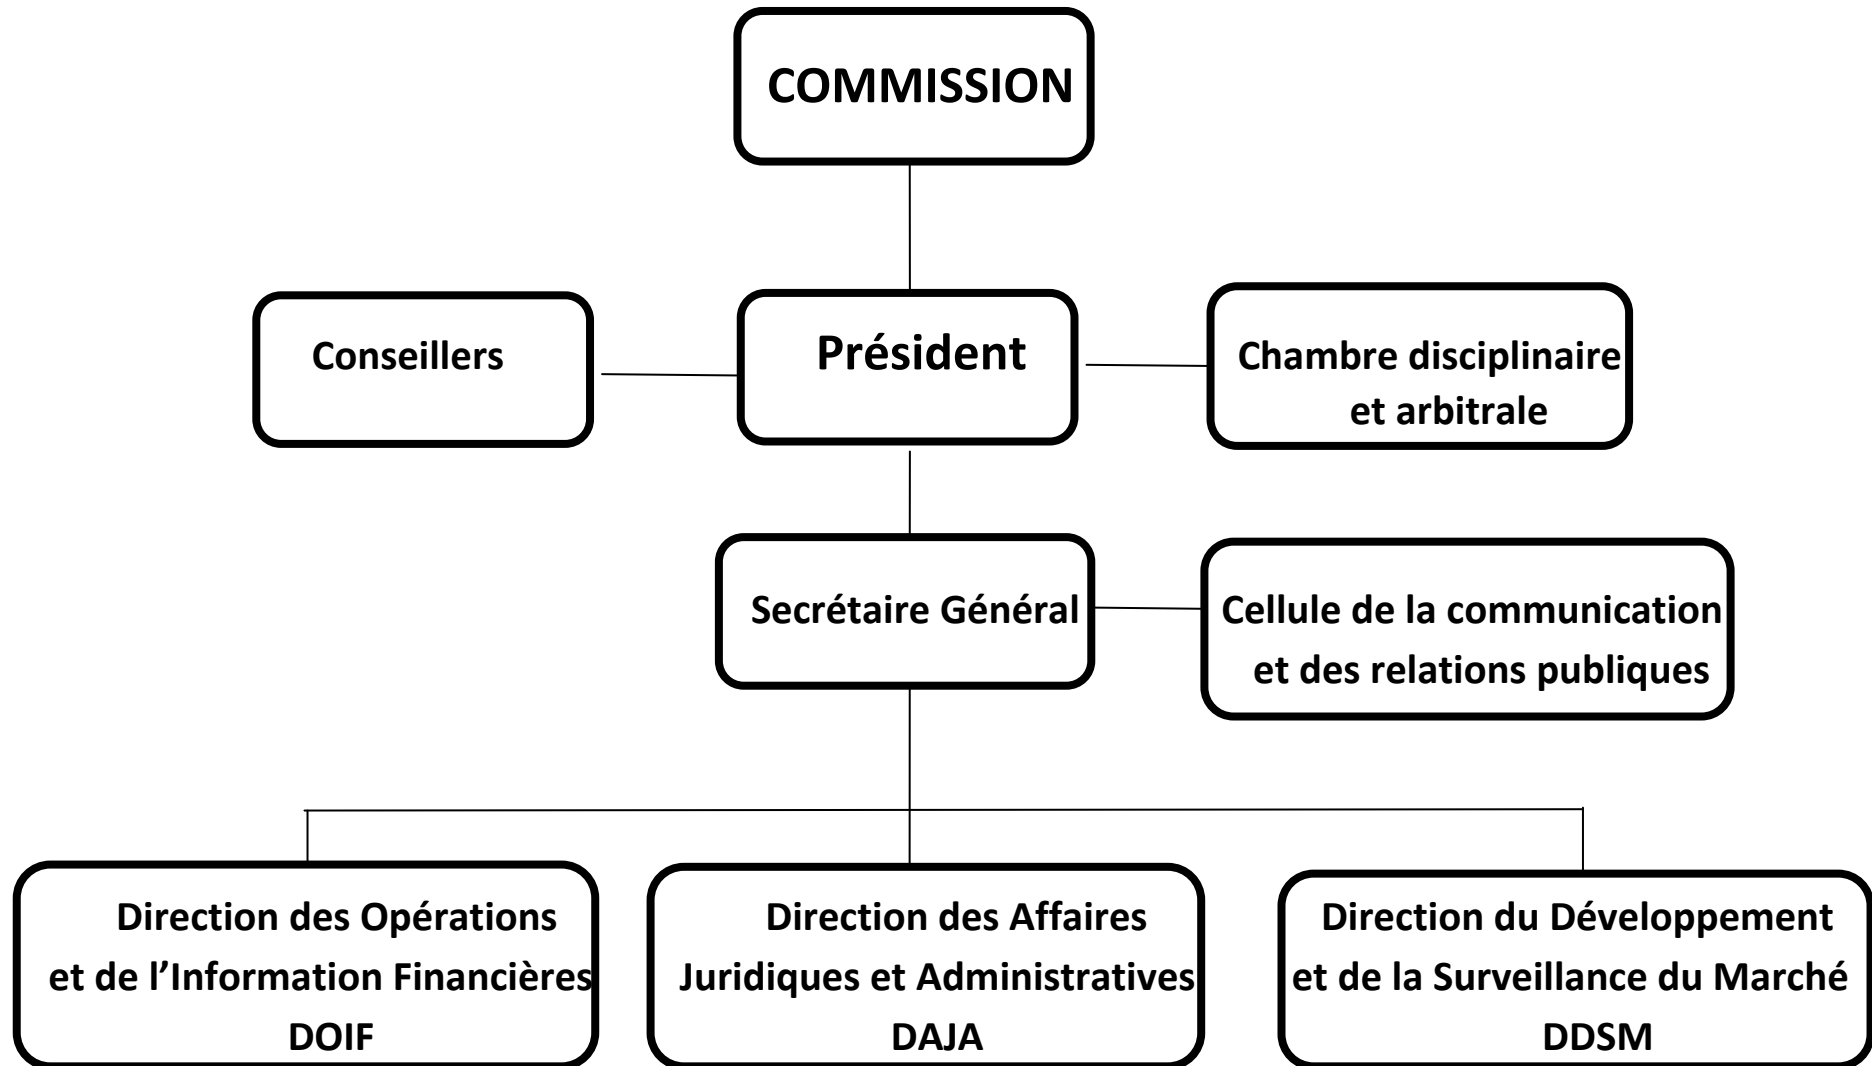 COMMISSION
Conseillers
Président
Chambre disciplinaire
et arbitrale
Secrétaire Général
Cellule de la communication
et des relations publiques
Direction des Opérations
et de l’Information Financières
DOIF
Direction des Affaires
Juridiques et Administratives
DAJA
Direction du Développement
et de la Surveillance du Marché
DDSM